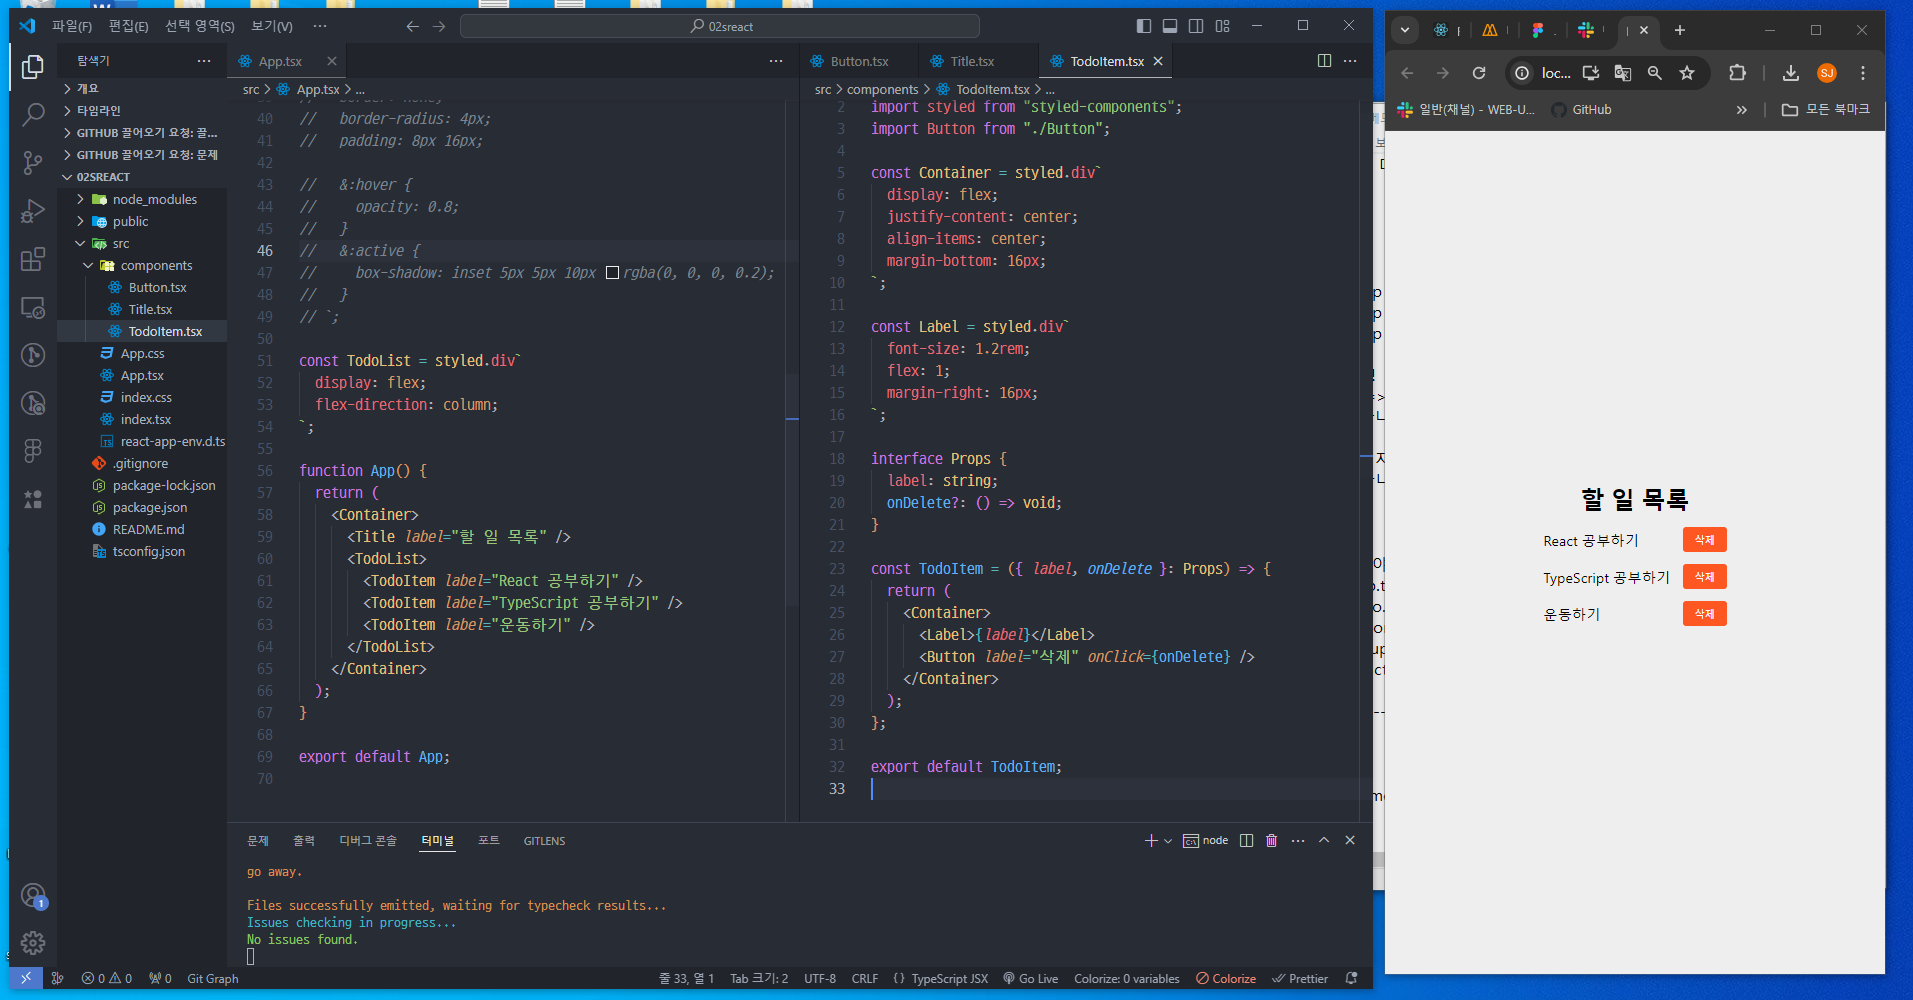 파일(F) 편집(E) 선택 영역(S) 보기(V) ···
02sreact
탐색기
개요
타임라인
GITHUB 끌어오기 요청: 끌...
GITHUB 끌어오기 요청: 문제
02SREACT
node_modules
public
src
components
Button.tsx
Title.tsx
TodoItem.tsx
App.css
App.tsx
index.css
index.tsx
react-app-env.d.ts
.gitignore
package-lock.json
package.json
README.md
tsconfig.json
App.tsx
src > App.tsx > ...
40 //   border-radius: 4px;
41 //   padding: 8px 16px;
42
43 //   &:hover {
44 //     opacity: 0.8;
45 //   }
46 //   &:active {
47 //     box-shadow: inset 5px 5px 10px rgba(0, 0, 0, 0.2);
48 //   }
49 // `;
50
51 const TodoList = styled.div`
52   display: flex;
53   flex-direction: column;
54 `;
55
56 function App() {
57   return (
58     <Container>
59       <Title label="할 일 목록" />
60       <TodoList>
61         <TodoItem label="React 공부하기" />
62         <TodoItem label="TypeScript 공부하기" />
63         <TodoItem label="운동하기" />
64       </TodoList>
65     </Container>
66   );
67 }
68
69 export default App;
70
Button.tsx Title.tsx TodoItem.tsx
src > components > TodoItem.tsx > ...
2 import styled from "styled-components";
3 import Button from "./Button";
4
5 const Container = styled.div`
6   display: flex;
7   justify-content: center;
8   align-items: center;
9   margin-bottom: 16px;
10 `;
11
12 const Label = styled.div`
13   font-size: 1.2rem;
14   flex: 1;
15   margin-right: 16px;
16 `;
17
18 interface Props {
19   label: string;
20   onDelete?: () => void;
21 }
22
23 const TodoItem = ({ label, onDelete }: Props) => {
24   return (
25     <Container>
26       <Label>{label}</Label>
27       <Button label="삭제" onClick={onDelete} />
28     </Container>
29   );
30 };
31
32 export default TodoItem;
33
문제 출력 디버그 콘솔 터미널 포트 GITLENS
node
go away.
Files successfully emitted, waiting for typecheck results...
Issues checking in progress...
No issues found.
0 0 0 Git Graph
줄 33, 열 1 Tab 크기: 2 UTF-8 CRLF {} TypeScript JSX Go Live Colorize: 0 variables Colorize Prettier
1
loc...
SJ
일반(채널) - WEB-U... GitHub » 모든 북마크
할 일 목록
React 공부하기 삭제
TypeScript 공부하기 삭제
운동하기 삭제